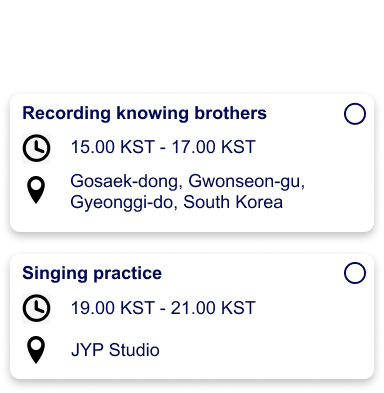 Recording knowing brothers
15.00 KST - 17.00 KST
Gosaek-dong, Gwonseon-gu,
Gyeonggi-do, South Korea
Singing practice
19.00 KST - 21.00 KST
JYP Studio